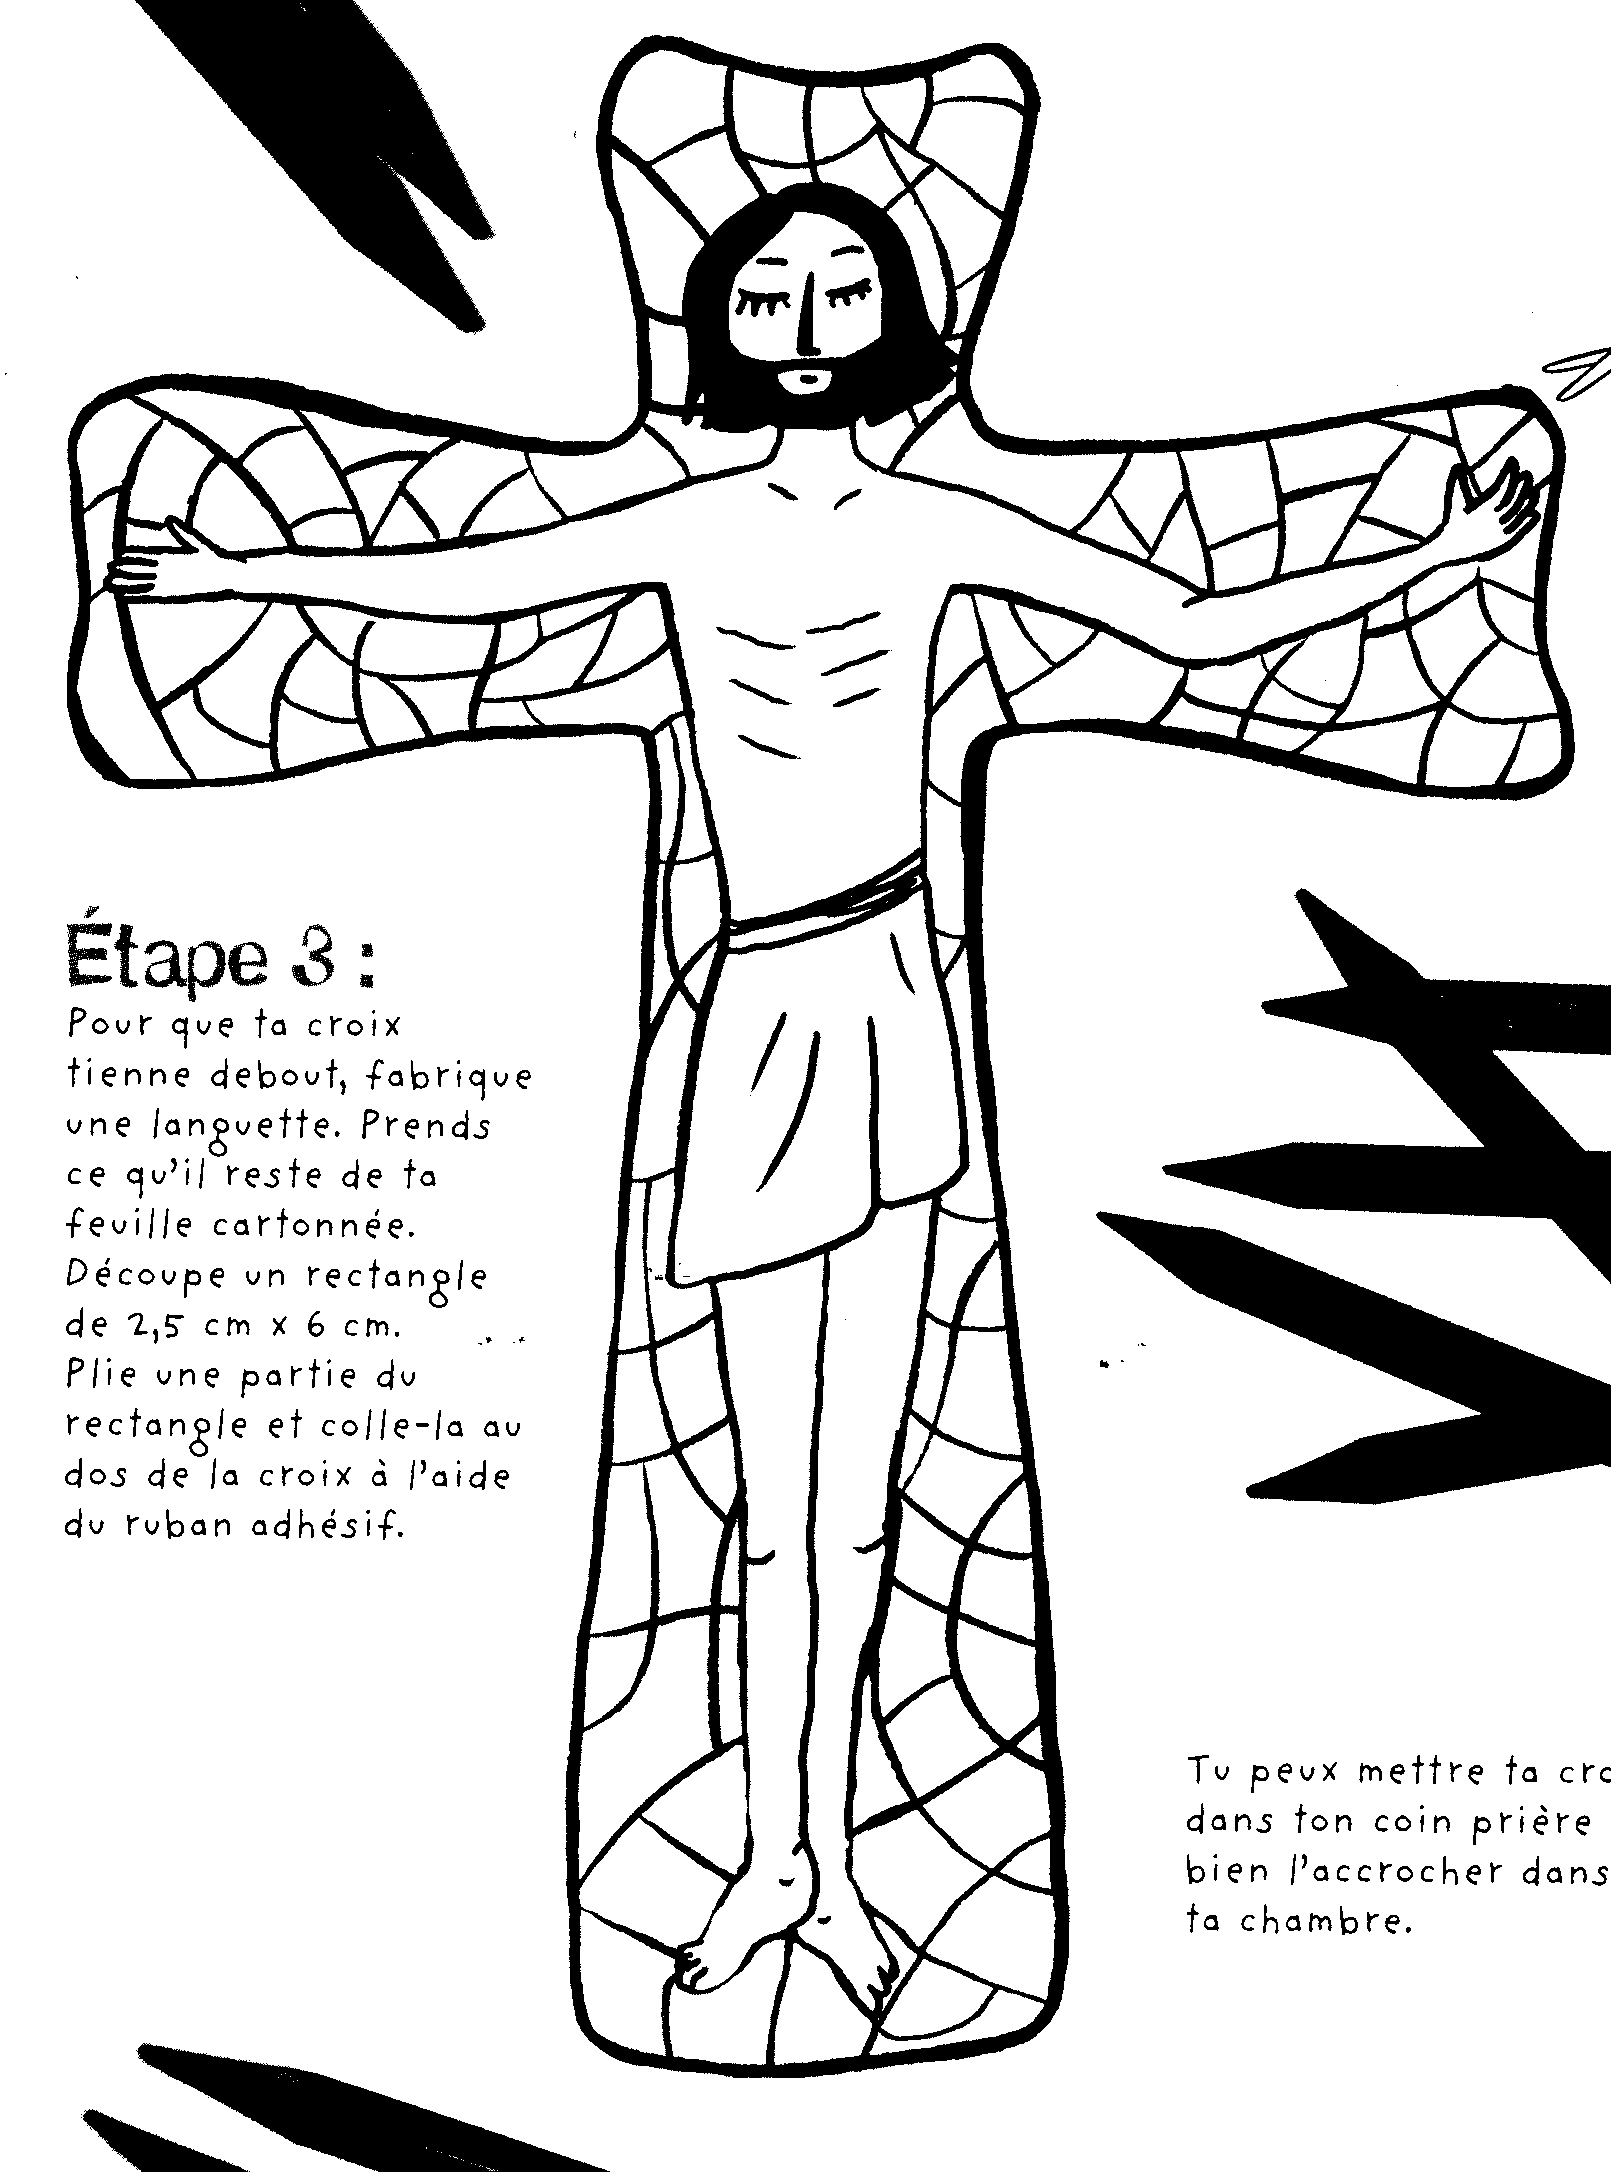 Étape 3 :
Pour que ta croix
tienne debout, fabrique
une languette. Prends
ce qu'il reste de ta
feuille cartonnée.
Découpe un rectangle
de 2,5 cm x 6 cm.
Plie une partie du
rectangle et colle-la au
dos de la croix à l'aide
du ruban adhésif.
Tu peux mettre ta
dans ton coin prière
bien l'accrocher dans
ta chambre.